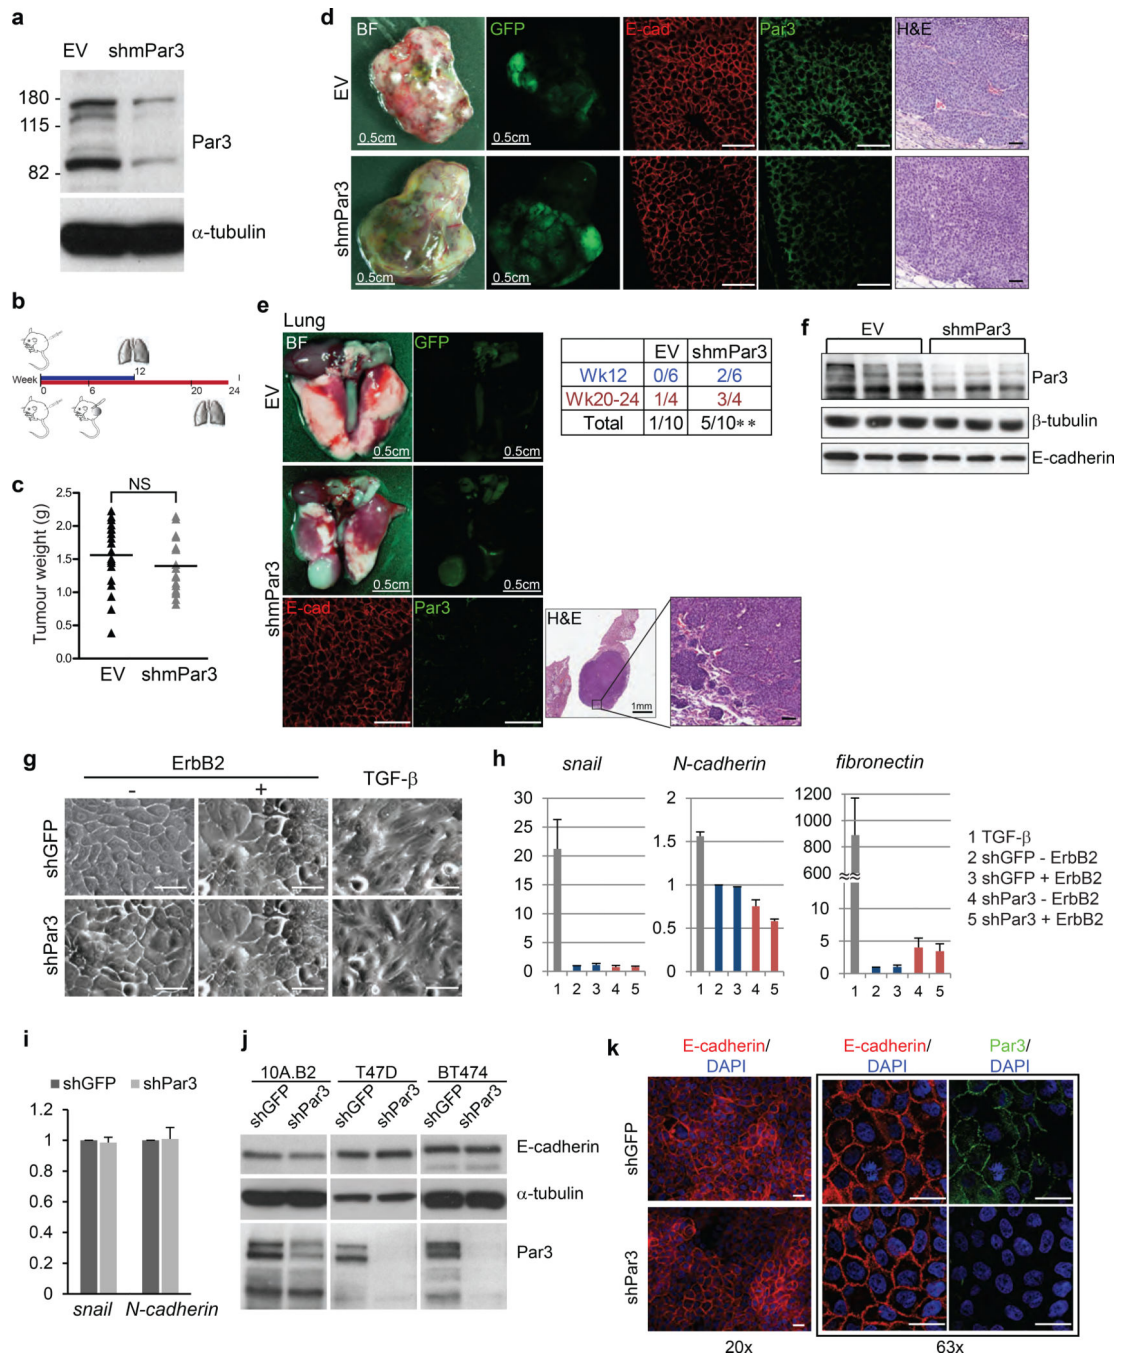 a
EV shmPar3
180 -
115 -
82 -
Par3
α-tubulin
b
Week
12
0 6 20 24
c
NS
Tumour weight (g)
2.5
2.0
1.5
1.0
0.5
0.0
EV shmPar3
d
BF GFP E-cad Par3 H&E
EV
0.5cm 0.5cm
shmPar3
0.5cm 0.5cm
e
Lung
BF GFP
EV
0.5cm 0.5cm
shmPar3
0.5cm 0.5cm
E-cad Par3
H&E
1mm
EV shmPar3
Wk12 0/6 2/6
Wk20-24 1/4 3/4
Total 1/10 5/10**
f
EV shmPar3
Par3
β-tubulin
E-cadherin
g
ErbB2 TGF-β
- +
shGFP
shPar3
h
snail N-cadherin fibronectin
30
25
20
15
10
5
0
1 2 3 4 5
2
1.5
1
0.5
0
1 2 3 4 5
1200
1000
800
600
10
5
0
1 2 3 4 5
1 TGF-β
2 shGFP - ErbB2
3 shGFP + ErbB2
4 shPar3 - ErbB2
5 shPar3 + ErbB2
i
shGFP shPar3
1.2
1
0.8
0.6
0.4
0.2
0
snail N-cadherin
j
10A.B2 T47D BT474
shGFP shPar3 shGFP shPar3 shGFP shPar3
E-cadherin
α-tubulin
Par3
k
E-cadherin/ E-cadherin/ Par3/
DAPI DAPI DAPI
shGFP
shPar3
20x 63x